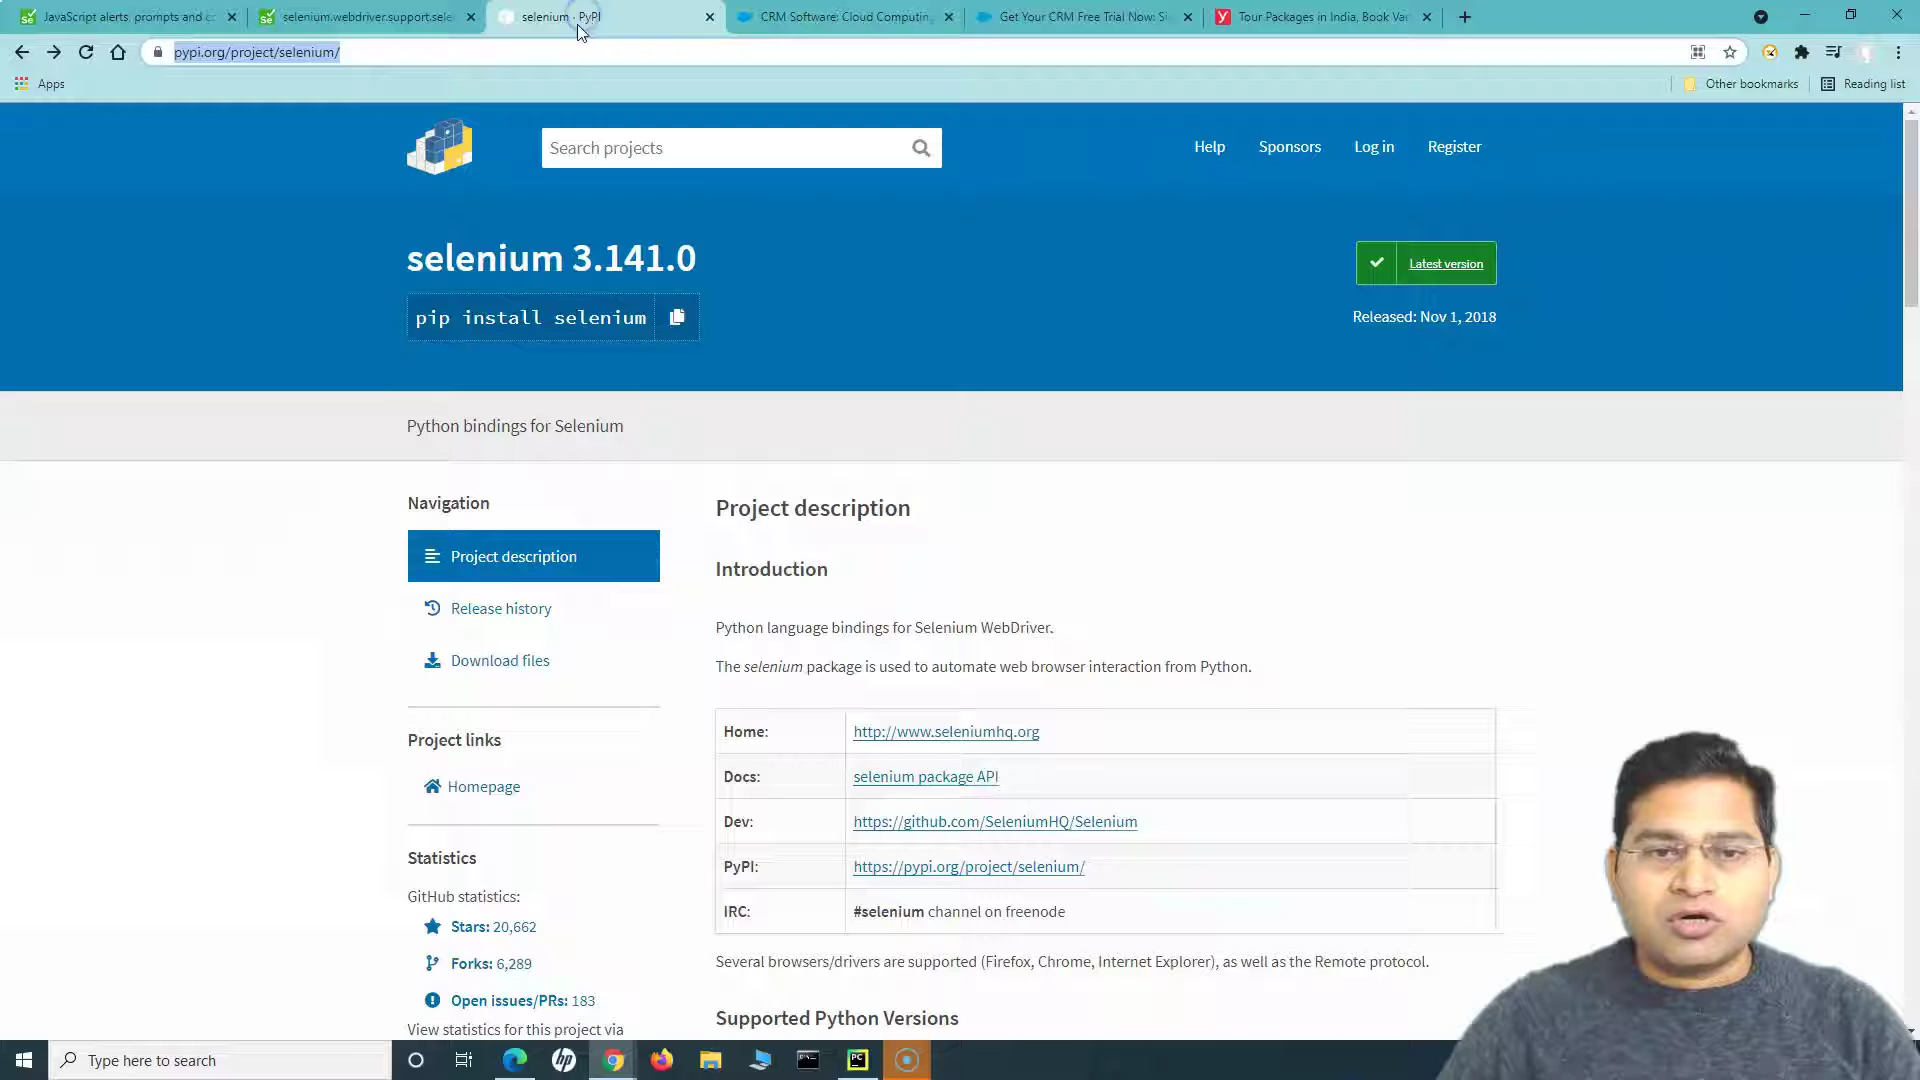 JavaScript alerts, prompts and co
selenium.webdriver.support.sele
selenium · PyPI
CRM Software: Cloud Computin
Get Your CRM Free Trial Now: S
Tour Packages in India, Book Vac
pypi.org/project/selenium/
Apps
Other bookmarks
Reading list
Search projects
Help
Sponsors
Log in
Register
selenium 3.141.0
Latest version
pip install selenium
Released: Nov 1, 2018
Python bindings for Selenium
Navigation
Project description
Release history
Download files
Project links
Homepage
Statistics
GitHub statistics:
Stars: 20,662
Forks: 6,289
Open issues/PRs: 183
View statistics for this project via
Project description
Introduction
Python language bindings for Selenium WebDriver.
The selenium package is used to automate web browser interaction from Python.
Home: http://www.seleniumhq.org
Docs: selenium package API
Dev: https://github.com/SeleniumHQ/Selenium
PyPI: https://pypi.org/project/selenium/
IRC: #selenium channel on freenode
Several browsers/drivers are supported (Firefox, Chrome, Internet Explorer), as well as the Remote protocol.
Supported Python Versions
Type here to search
hp
PC